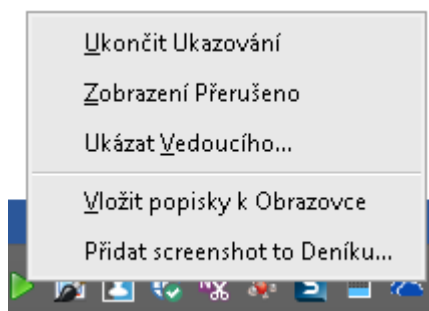 Ukončit Ukazování
Zobrazení Přerušeno
Ukázat Vedoucího...
Vložit popisky k Obrazovce
Přidat screenshot to Deníku...